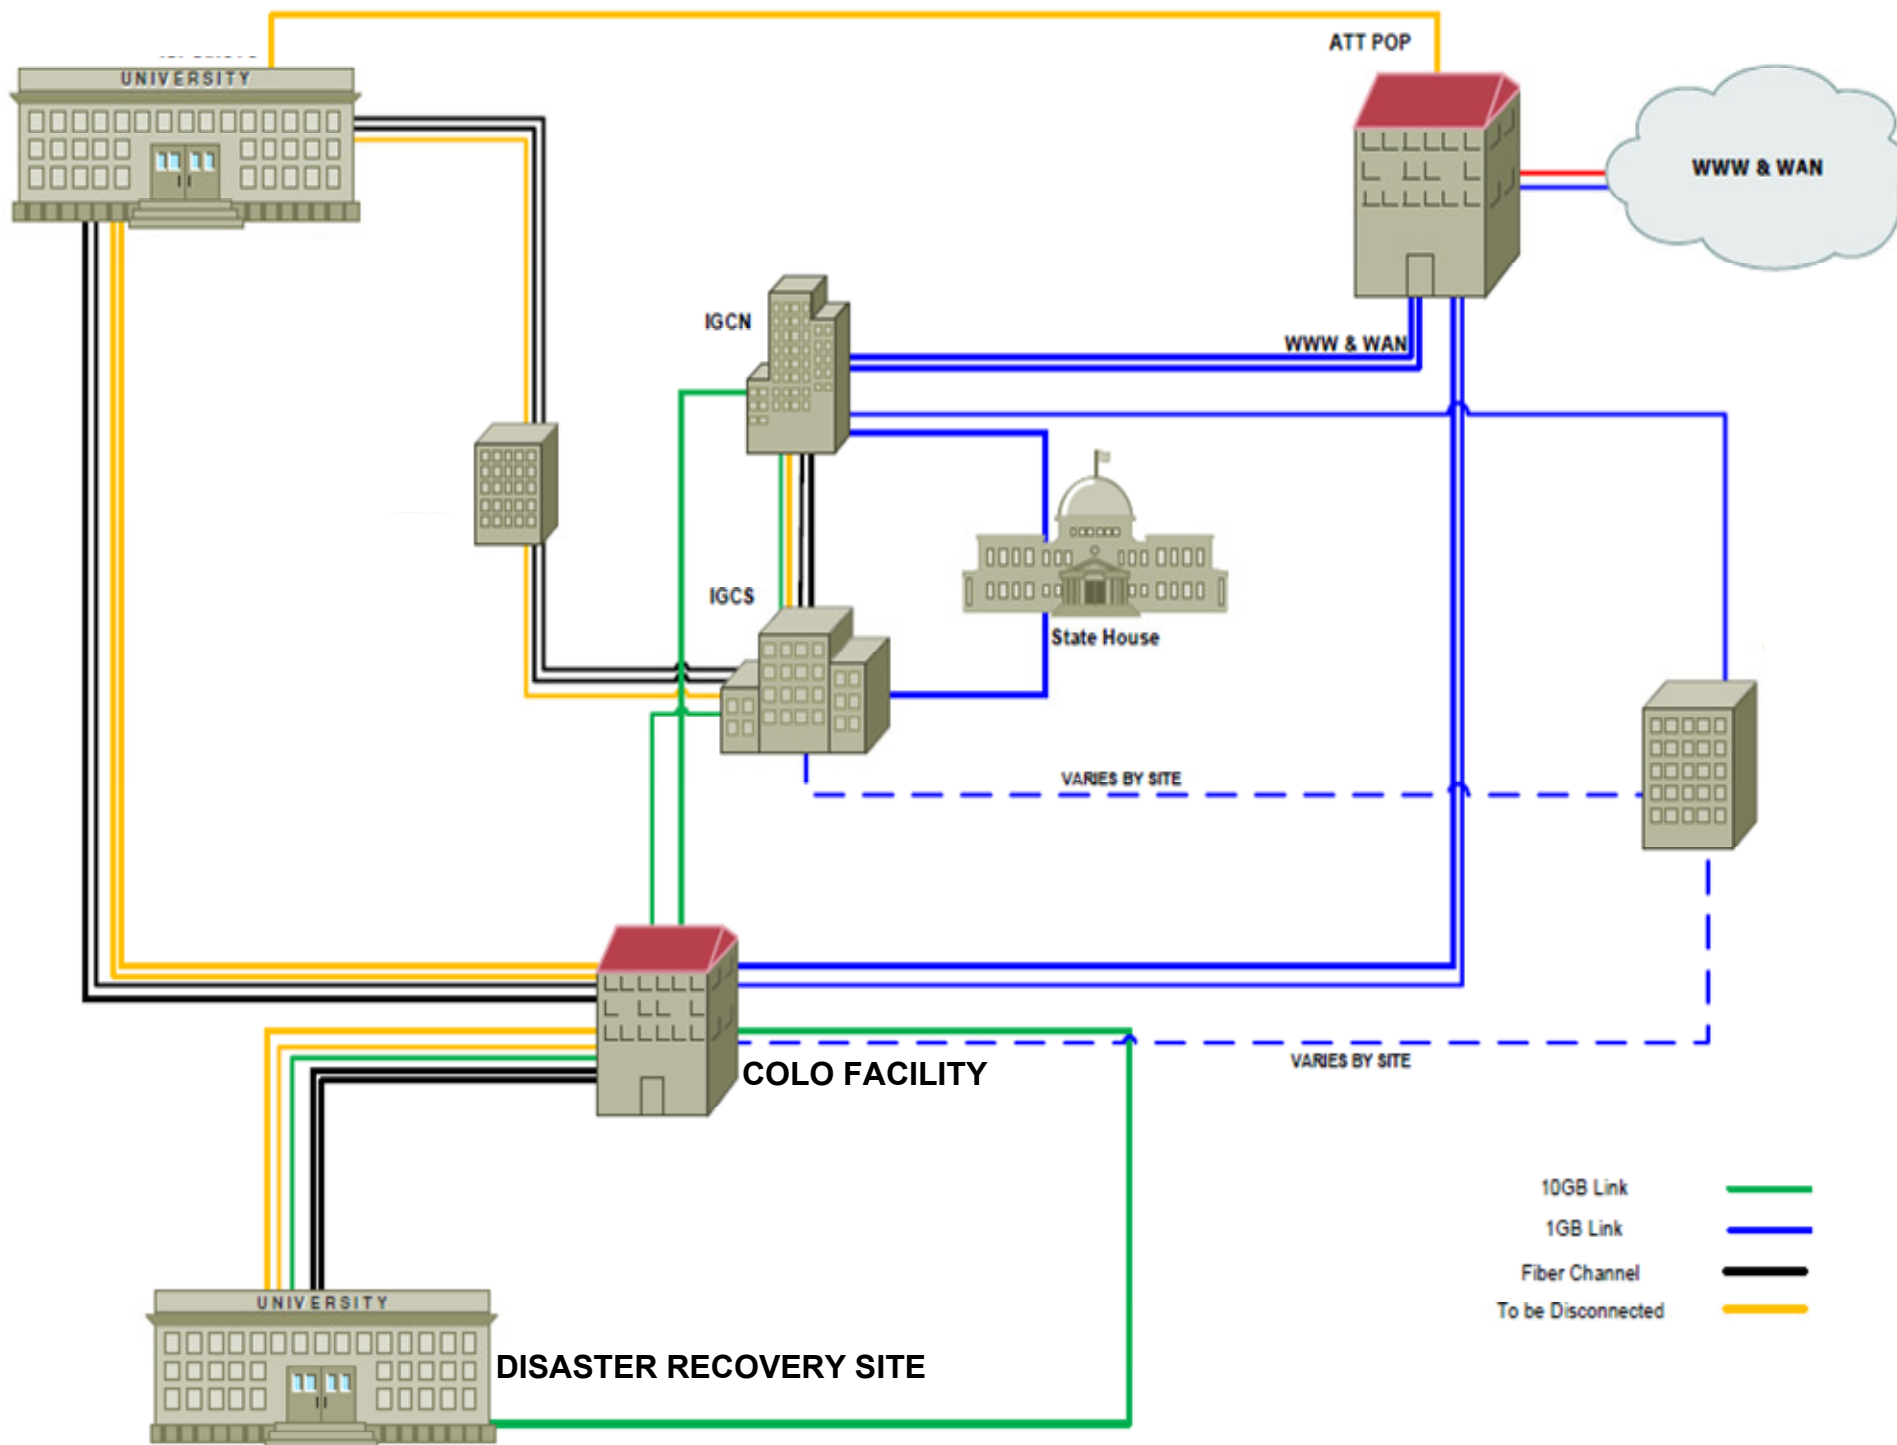 ATT POP
UNIVERSITY
WWW & WAN
IGCN
WWW & WAN
IGCS
State House
VARIES BY SITE
VARIES BY SITE
COLO FACILITY
10GB Link
1GB Link
Fiber Channel
To be Disconnected
UNIVERSITY
DISASTER RECOVERY SITE